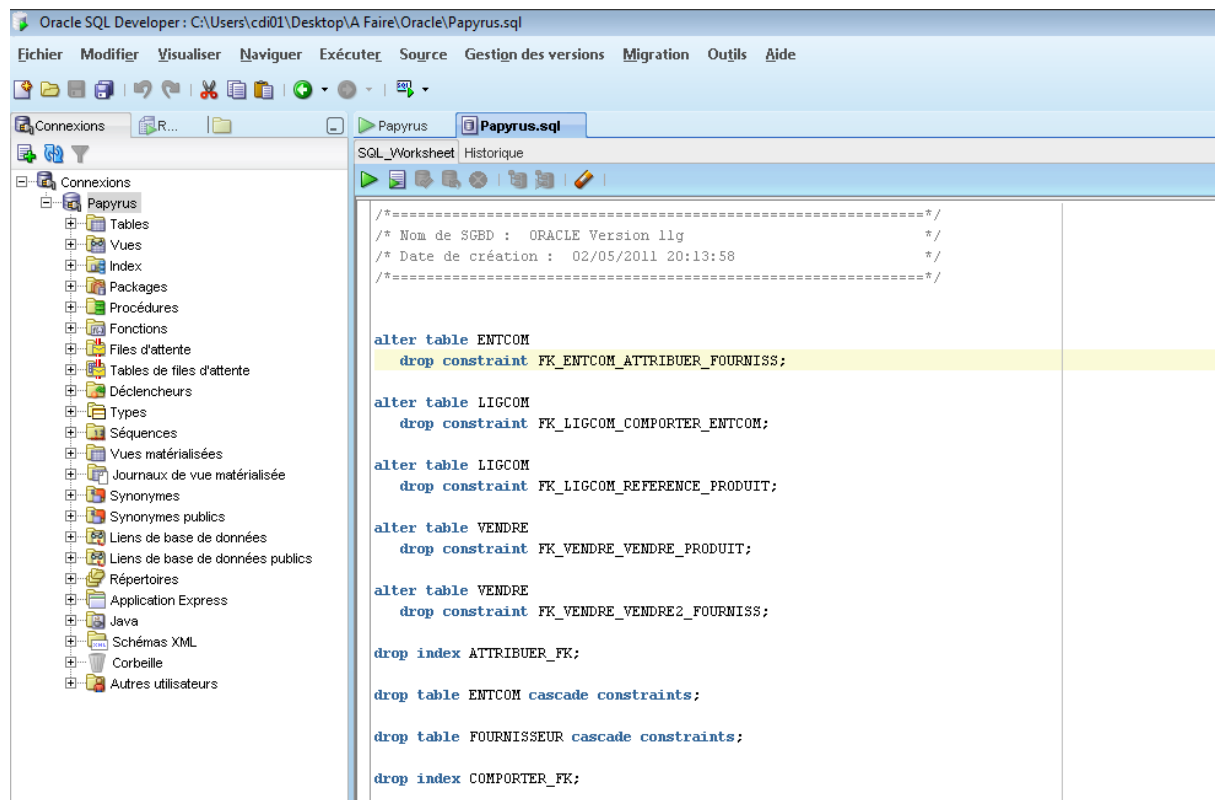 Oracle SQL Developer : C:\Users\cdi01\Desktop\A Faire\Oracle\Papyrus.sql
Fichier Modifier Visualiser Naviguer Exécuter Source Gestion des versions Migration Outils Aide
Connexions R...
Papyrus Papyrus.sql
SQL_Worksheet Historique
Connexions
Papyrus
Tables
Vues
Index
Packages
Procédures
Fonctions
Files d'attente
Tables de files d'attente
Déclencheurs
Types
Séquences
Vues matérialisées
Journaux de vue matérialisée
Synonymes
Synonymes publics
Liens de base de données
Liens de base de données publics
Répertoires
Application Express
Java
Schémas XML
Corbeille
Autres utilisateurs
/*==============================================================*/
/* Nom de SGBD :  ORACLE Version 11g                            */
/* Date de création :  02/05/2011 20:13:58                      */
/*==============================================================*/
alter table ENTCOM
drop constraint FK_ENTCOM_ATTRIBUER_FOURNISS;
alter table LIGCOM
drop constraint FK_LIGCOM_COMPORTER_ENTCOM;
alter table LIGCOM
drop constraint FK_LIGCOM_REFERENCE_PRODUIT;
alter table VENDRE
drop constraint FK_VENDRE_VENDRE_PRODUIT;
alter table VENDRE
drop constraint FK_VENDRE_VENDRE2_FOURNISS;
drop index ATTRIBUER_FK;
drop table ENTCOM cascade constraints;
drop table FOURNISSEUR cascade constraints;
drop index COMPORTER_FK;